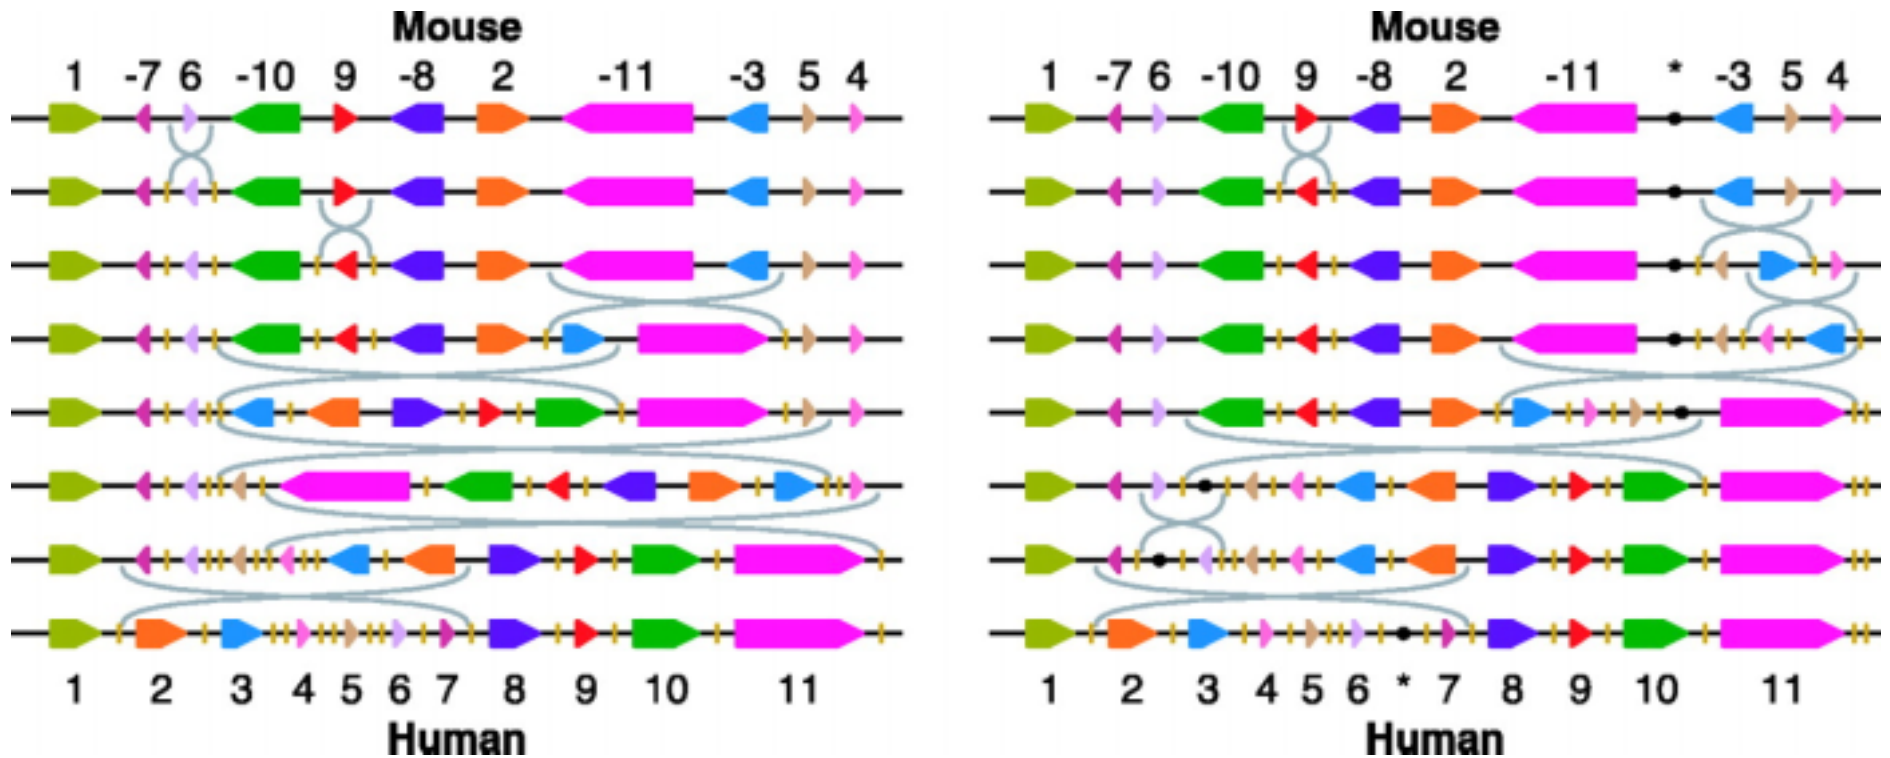 Mouse
1 -7 6 -10 9 -8 2 -11 -3 5 4
1 2 3 4 5 6 7 8 9 10 11
Human
Mouse
1 -7 6 -10 9 -8 2 -11 * -3 5 4
1 2 3 4 5 6 * 7 8 9 10 11
Human